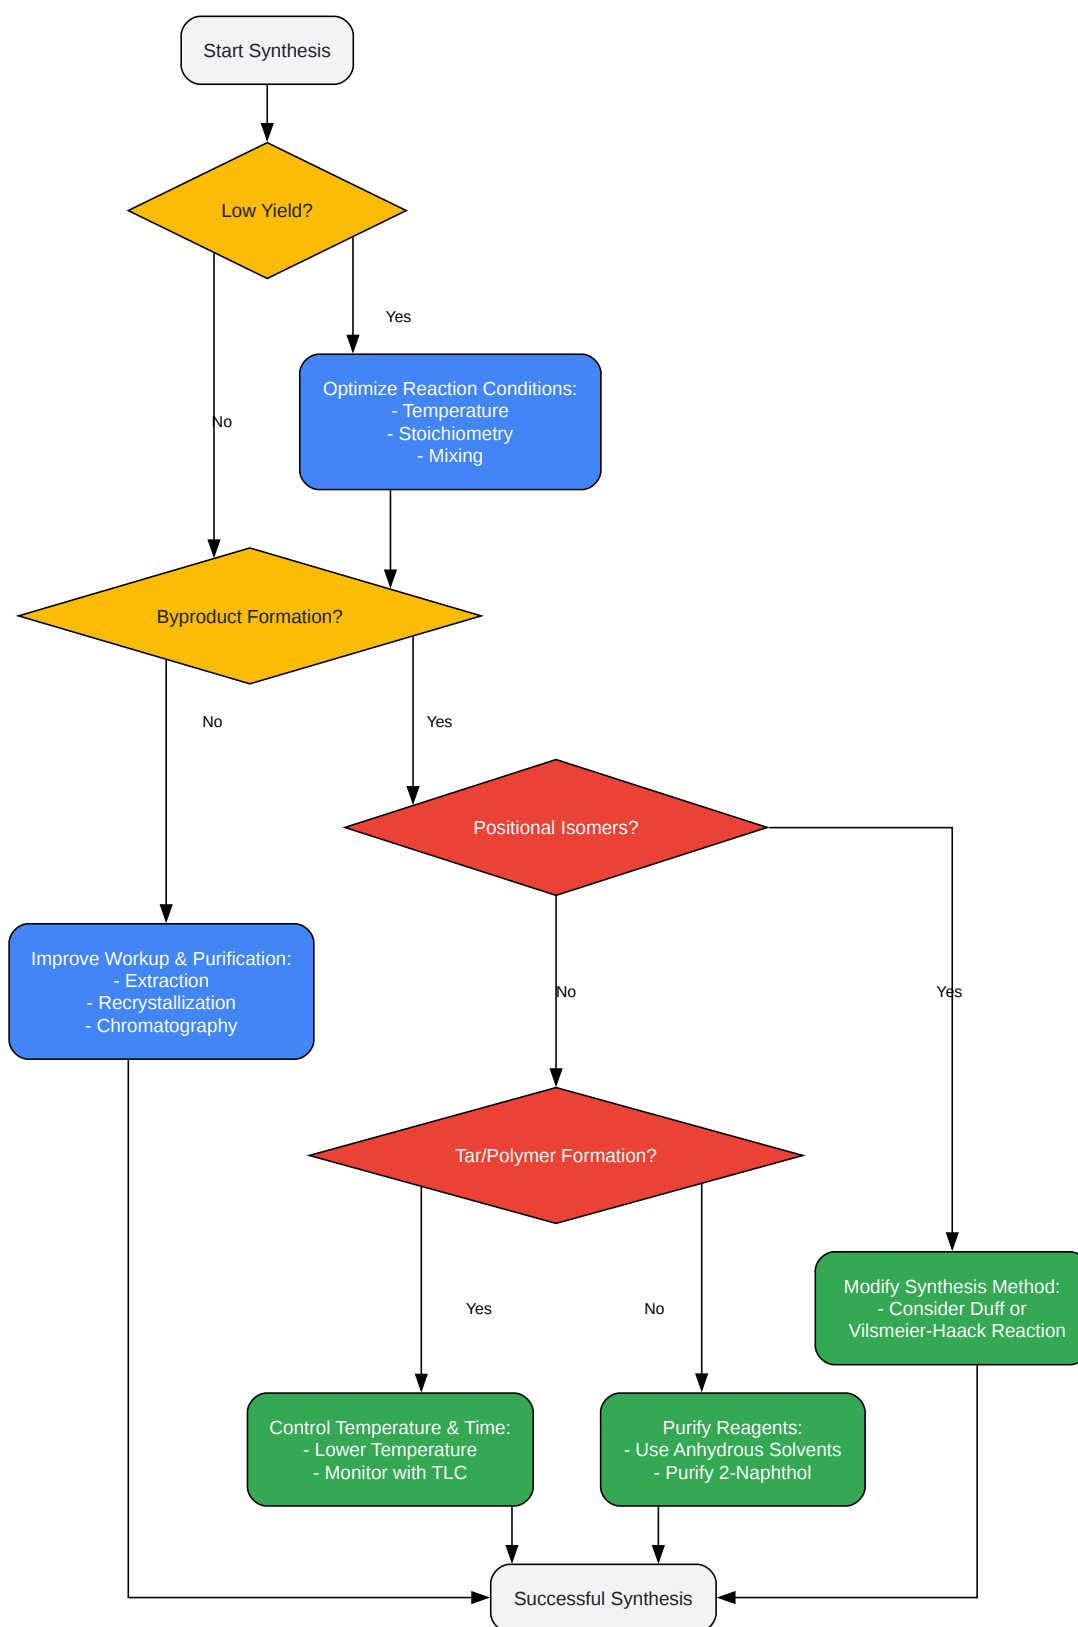 Start Synthesis
Low Yield?
Yes
Optimize Reaction Conditions:
- Temperature
- Stoichiometry
- Mixing
No
Byproduct Formation?
No
Yes
Positional Isomers?
Improve Workup & Purification:
- Extraction
- Recrystallization
- Chromatography
No
Yes
Tar/Polymer Formation?
Modify Synthesis Method:
- Consider Duff or
Vilsmeier-Haack Reaction
Yes
No
Control Temperature & Time:
- Lower Temperature
- Monitor with TLC
Purify Reagents:
- Use Anhydrous Solvents
- Purify 2-Naphthol
Successful Synthesis